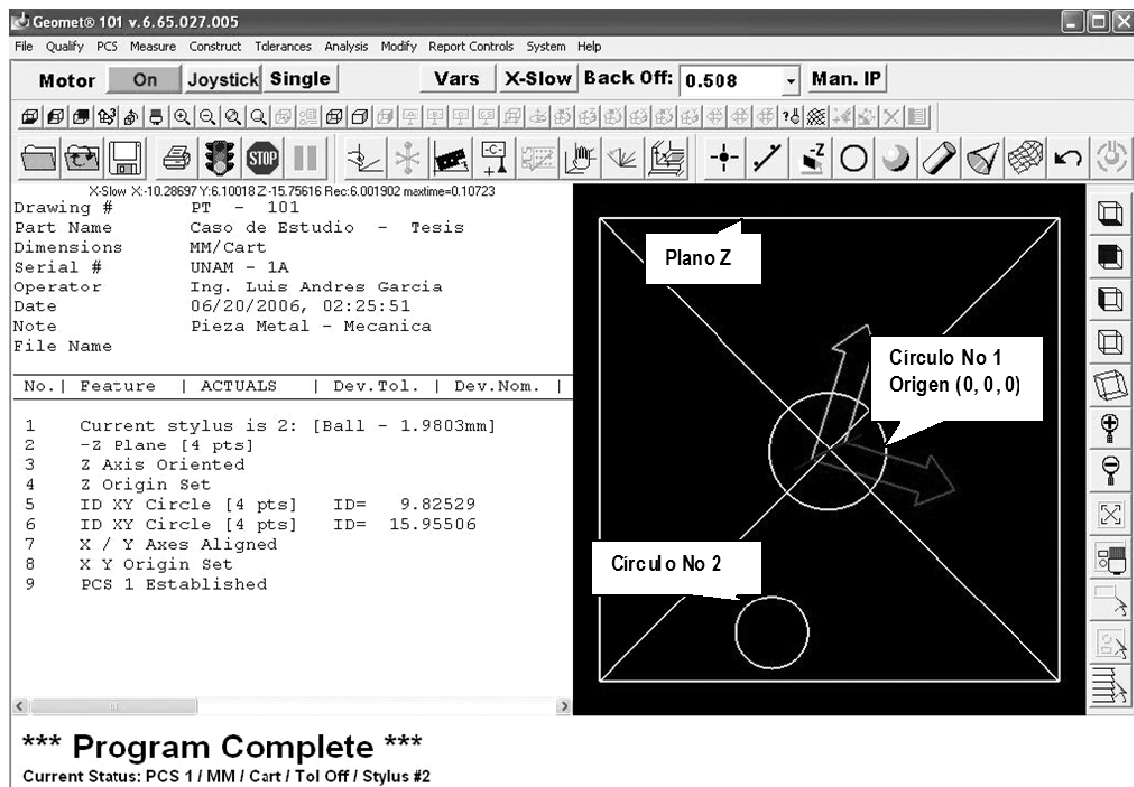 Geomet® 101 v.6.65.027.005
File Qualify PCS Measure Construct Tolerances Analysis Modify Report Controls System Help
Motor On Joystick Single Vars X-Slow Back Off: 0.508 Man. IP
-Z
STOP
-C-
X-Slow X:-10.28697 Y:6.10018 Z-15.75616 Rec:6.001902 maxtime=0.10723
Drawing # PT - 101
Part Name Caso de Estudio - Tesis
Dimensions MM/Cart
Serial # UNAM - 1A
Operator Ing. Luis Andres Garcia
Date 06/20/2006, 02:25:51
Note Pieza Metal - Mecanica
File Name
No.| Feature | ACTUALS | Dev.Tol. | Dev.Nom. |
1 Current stylus is 2: [Ball - 1.9803mm]
2 -Z Plane [4 pts]
3 Z Axis Oriented
4 Z Origin Set
5 ID XY Circle [4 pts] ID= 9.82529
6 ID XY Circle [4 pts] ID= 15.95506
7 X / Y Axes Aligned
8 X Y Origin Set
9 PCS 1 Established
Plano Z
Círculo No 1
Origen (0, 0, 0)
Círculo No 2
*** Program Complete ***
Current Status: PCS 1 / MM / Cart / Tol Off / Stylus #2